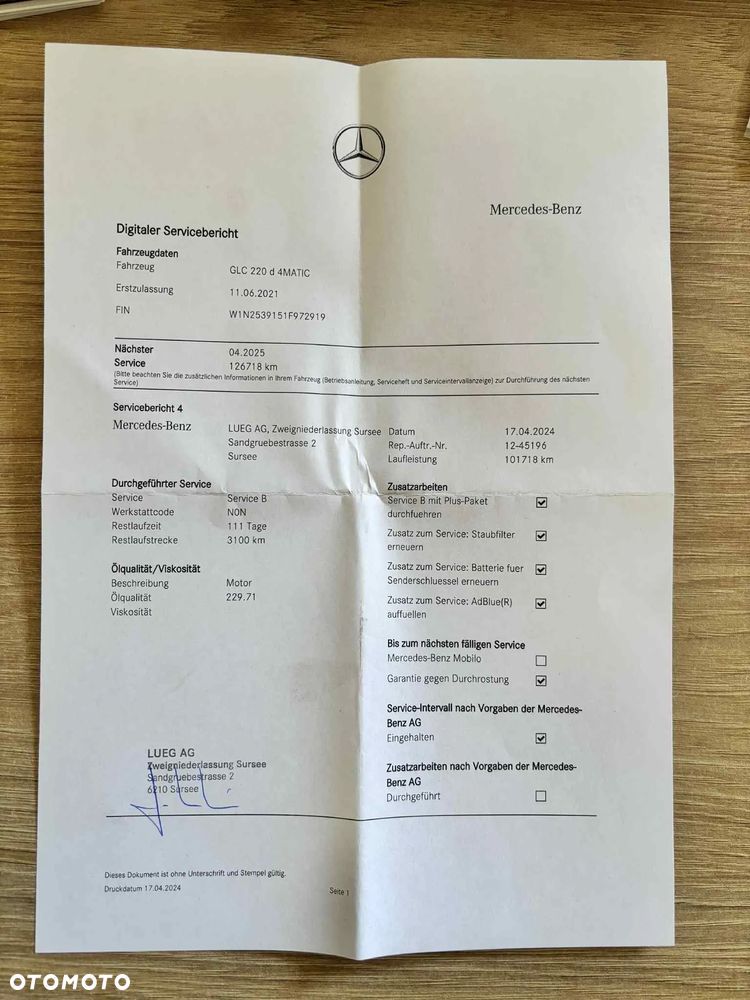 Mercedes-Benz
Digitaler Servicebericht
Fahrzeugdaten
Fahrzeug GLC 220 d 4MATIC
Erstzulassung 11.06.2021
FIN W1N2539151F972919
Nächster Service 04.2025
126718 km
(Bitte beachten Sie die zusätzlichen Informationen in Ihrem Fahrzeug (Betriebsanleitung, Serviceheft und Serviceintervallanzeige) zur Durchführung des nächsten
Service)
Servicebericht 4
Mercedes-Benz
LUEG AG, Zweigniederlassung Sursee
Sandgruebestrasse 2
Sursee
Datum 17.04.2024
Rep.-Auftr.-Nr. 12-45196
Laufleistung 101718 km
Durchgeführter Service
Service Service B
Werkstattcode N0N
Restlaufzeit 111 Tage
Restlaufstrecke 3100 km
Ölqualität/Viskosität
Beschreibung Motor
Ölqualität 229.71
Viskosität
Zusatzarbeiten
Service B mit Plus-Paket
durchfuehren
Zusatz zum Service: Staubfilter
erneuern
Zusatz zum Service: Batterie fuer
Senderschluessel erneuern
Zusatz zum Service: AdBlue(R)
auffuellen
Bis zum nächsten fälligen Service
Mercedes-Benz Mobilo
Garantie gegen Durchrostung
Service-Intervall nach Vorgaben der Mercedes-
Benz AG
Eingehalten
Zusatzarbeiten nach Vorgaben der Mercedes-
Benz AG
Durchgeführt
LUEG AG
Zweigniederlassung Sursee
Sandgruebestrasse 2
6210 Sursee
Dieses Dokument ist ohne Unterschrift und Stempel gültig.
Druckdatum 17.04.2024
Seite 1
OTOMOTO